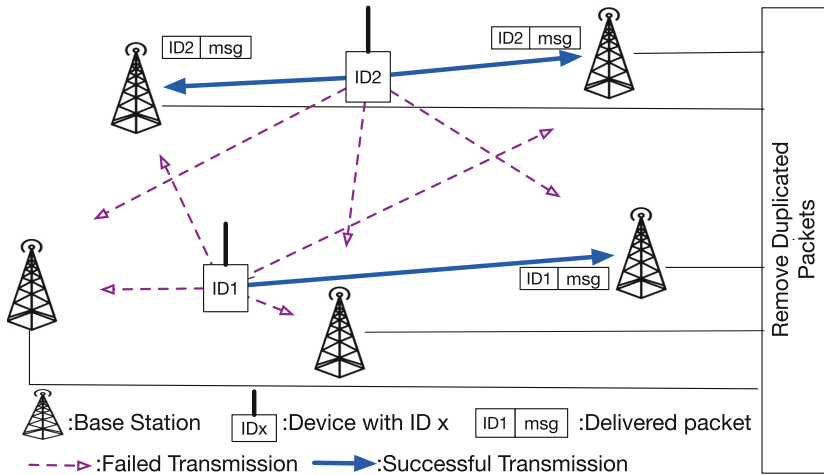 ID2 msg
ID2 msg
ID2
ID1
ID1 msg
Remove Duplicated
Packets
:Base Station
IDx
:Device with ID x
ID1 msg
:Delivered packet
:Failed Transmission
:Successful Transmission